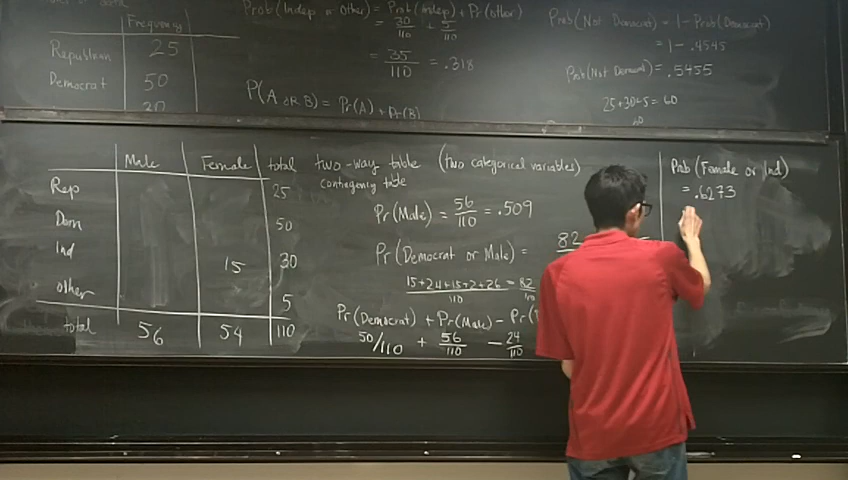 Frequency
Republican 25
Democrat 50
30
Prob(Indep or Other) = Prob(Indep) + Pr(other)
= 30/110 + 5/110
= 35/110 = .318
P(A OR B) = Pr(A) + Pr(B)
Prob(Not Democrat) = 1 - Prob(Democrat)
= 1 - .4545
Prob(Not Democrat) = .5455
25+30+5 = 60
Male Female total
Rep 25
Dem 50
Ind 15 30
other 5
total 56 54 110
two-way table (two categorical variables)
contingency table
Pr(Male) = 56/110 = .509
Pr(Democrat or Male) = 82
15+24+15+2+26 = 82
110
Pr(Democrat) + Pr(Male) - Pr(
50/110 + 56/110 - 24/110
Prob(Female or Ind)
= .6273